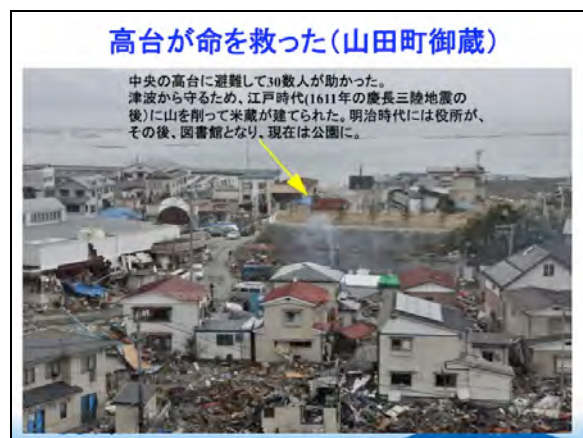 高台が命を救った(山田町御蔵)
中央の高台に避難して30数人が助かった。
津波から守るため、江戸時代(1611年の慶長三陸地震の
後)に山を削って米蔵が建てられた。明治時代には役所が、
その後、図書館となり、現在は公園に。